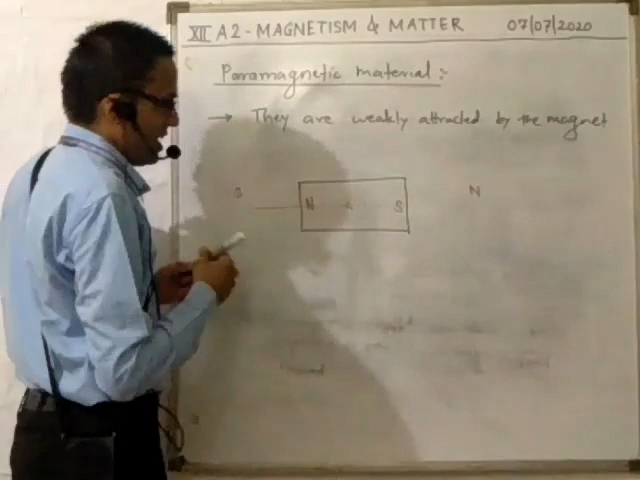 XII A2 - MAGNETISM & MATTER 07/07/2020
Paramagnetic material :-
→ They are weakly attracted by the magnet
S N S N